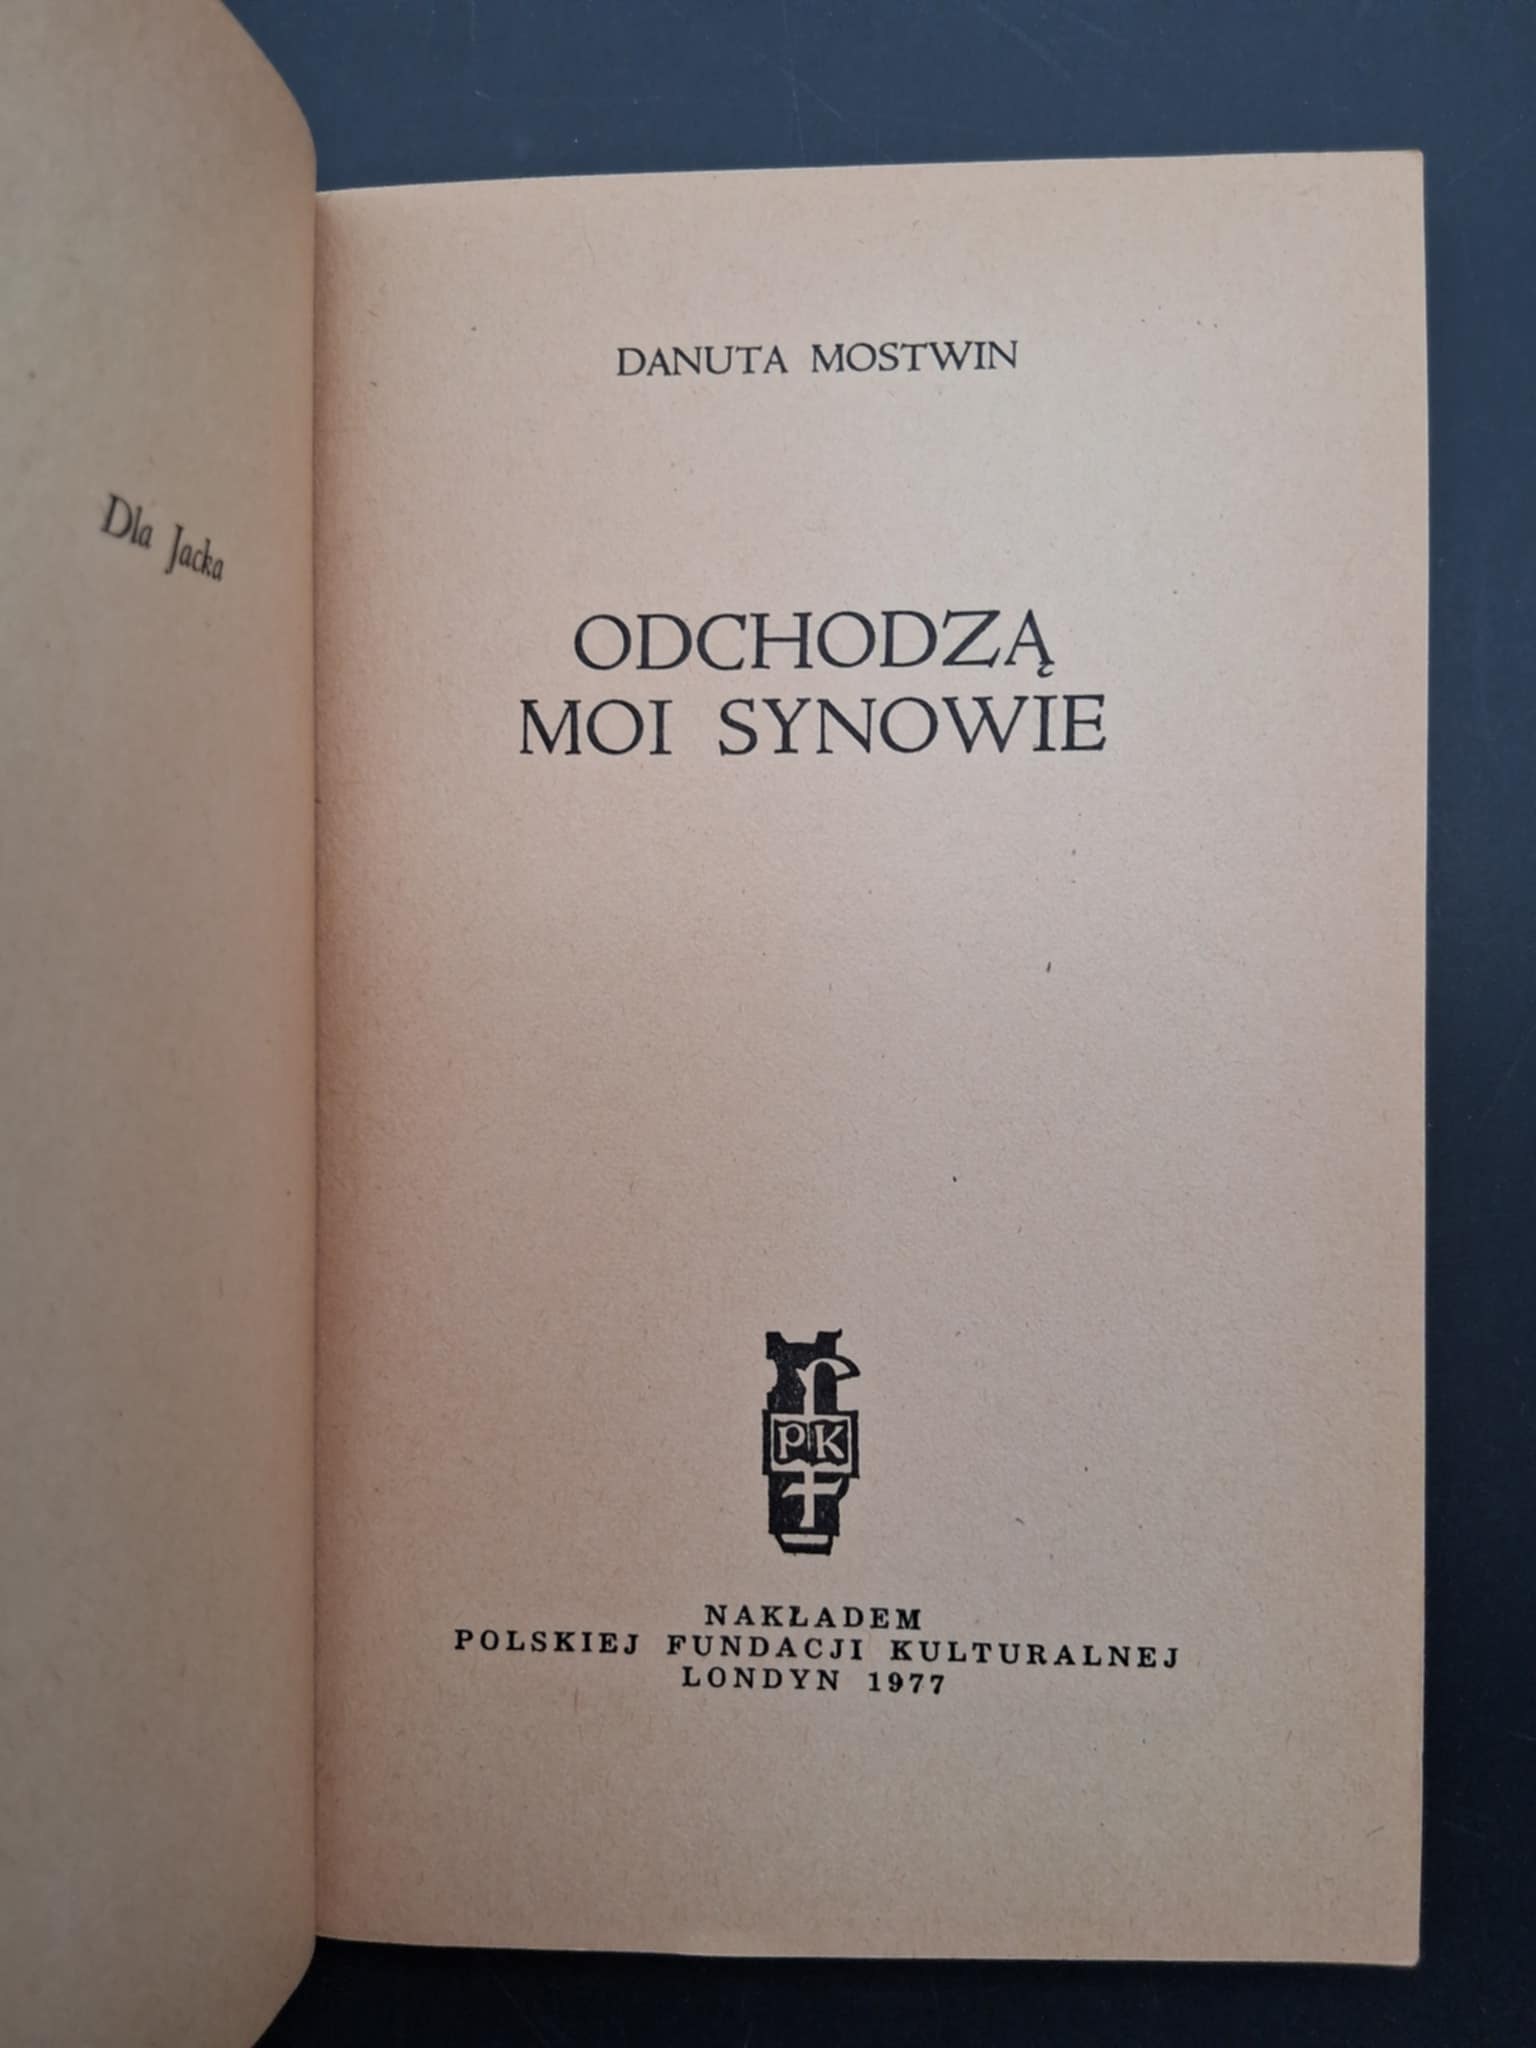 Dla Jacka
DANUTA MOSTWIN
ODCHODZĄ
MOI SYNOWIE
PK
NAKŁADEM
POLSKIEJ FUNDACJI KULTURALNEJ
LONDYN 1977